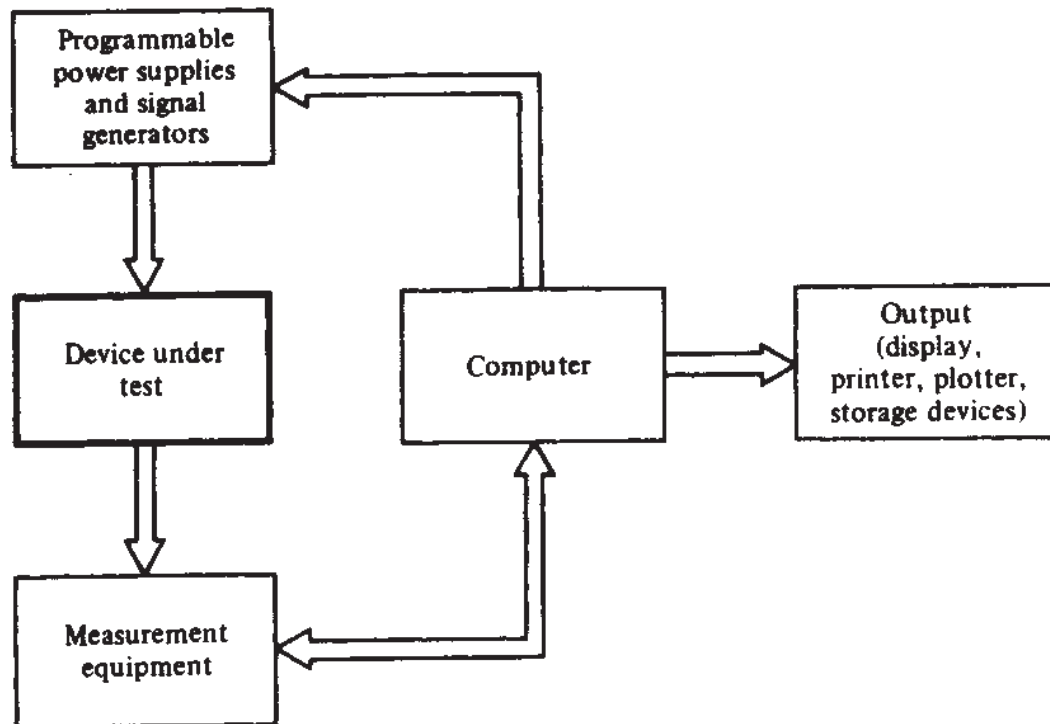 Programmable
power supplies
and signal
generators
Device under
test
Computer
Output
(display,
printer, plotter,
storage devices)
Measurement
equipment